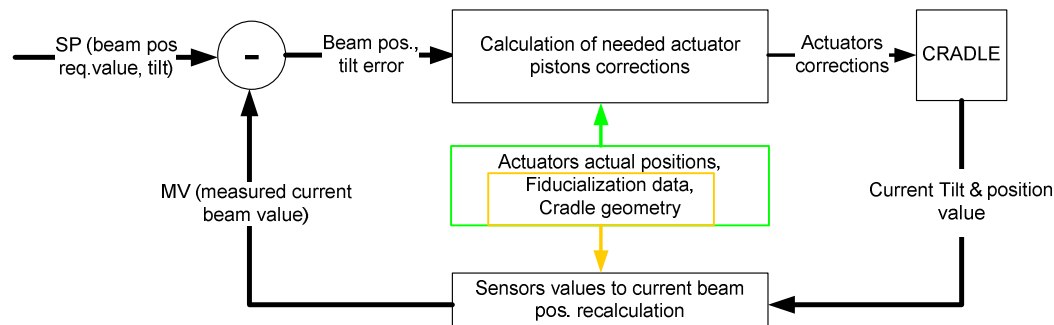 SP (beam pos
req.value, tilt)
-
Beam pos.,
tilt error
Calculation of needed actuator
pistons corrections
Actuators
corrections
CRADLE
Actuators actual positions,
Fiducialization data,
Cradle geometry
MV (measured current
beam value)
Current Tilt & position
value
Sensors values to current beam
pos. recalculation